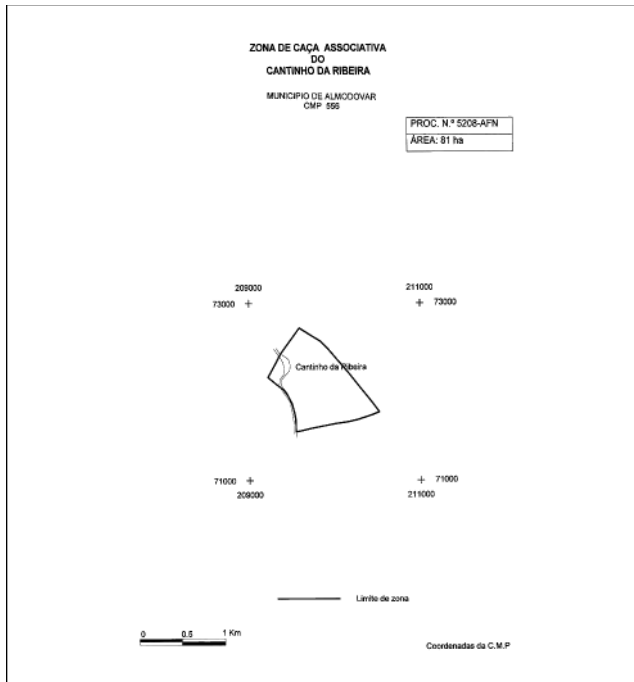 ZONA DE CAÇA ASSOCIATIVA
DO
CANTINHO DA RIBEIRA
MUNICIPIO DE ALMODOVAR
CMP 556
PROC. N.º 5208-AFN
ÁREA: 81 ha
209000
211000
73000
73000
Cantinho da Ribeira
71000
71000
209000
211000
Limite de zona
0 0.5 1 Km
Coordenadas da C.M.P